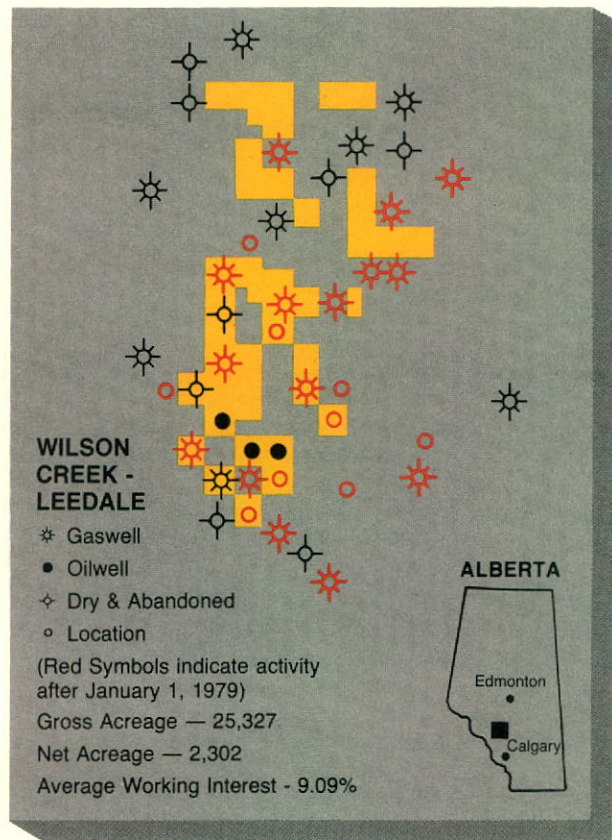 WILSON
CREEK -
LEEDALE
Gaswell
Oilwell
Dry & Abandoned
Location
(Red Symbols indicate activity
after January 1, 1979)
Gross Acreage — 25,327
Net Acreage — 2,302
Average Working Interest - 9.09%
ALBERTA
Edmonton
Calgary